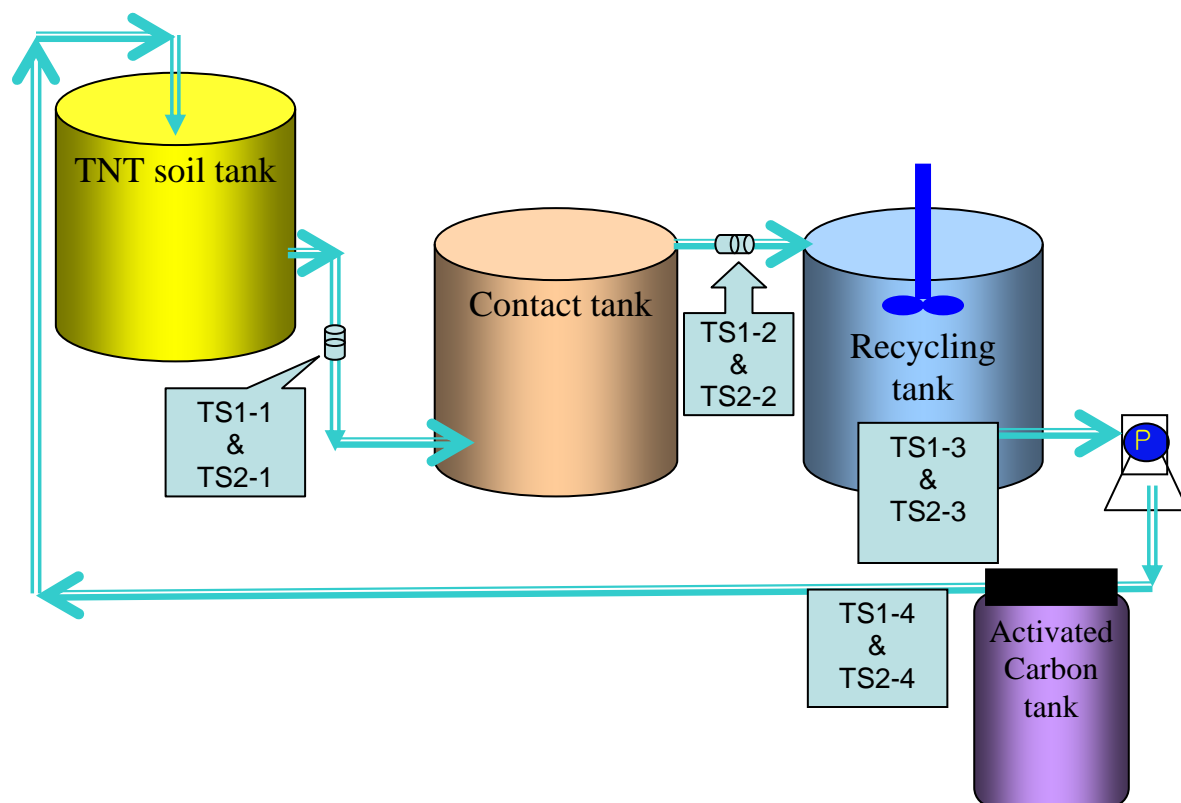 TNT soil tank
Contact tank
Recycling
tank
TS1-1
&
TS2-1
TS1-2
&
TS2-2
TS1-3
&
TS2-3
P
TS1-4
&
TS2-4
Activated
Carbon
tank